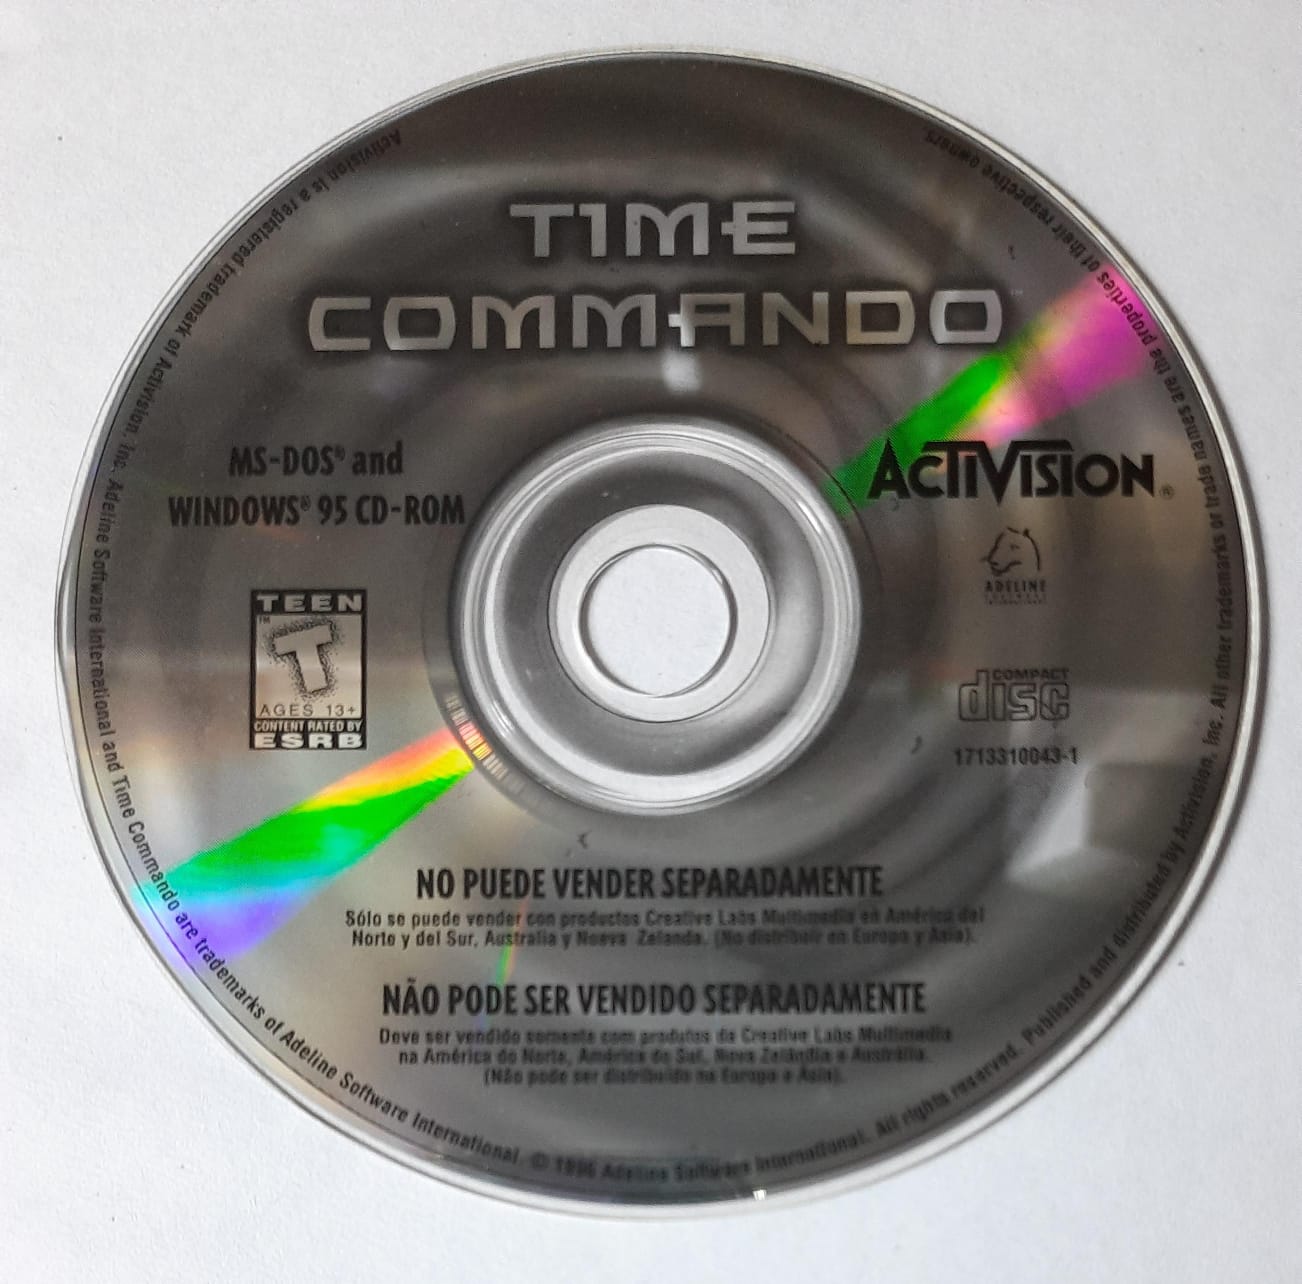 TIME
COMMANDO
MS-DOS® and
WINDOWS® 95 CD-ROM
ACTIVISION®
ADELINE
SOFTWARE
INTERNATIONAL
TEEN
T
AGES 13+
CONTENT RATED BY
ESRB
COMPACT
disc
1713310043-1
NO PUEDE VENDER SEPARADAMENTE
Sólo se puede vender con productos Creative Labs Multimedia en América del
Norte y del Sur, Australia y Nueva Zelanda. (No distribuir en Europa y Asia).
NÃO PODE SER VENDIDO SEPARADAMENTE
Deve ser vendido somente com produtos da Creative Labs Multimedia
na América do Norte, América do Sul, Nova Zelândia e Austrália.
(Não pode ser distribuído na Europa e Ásia).
Activision is a registered trademark of Activision, Inc. Adeline Software International and Time Commando are trademarks of Adeline Software International. © 1996 Adeline Software International. All rights reserved. Published and distributed by Activision, Inc. All other trademarks or trade names are the properties of their respective owners.